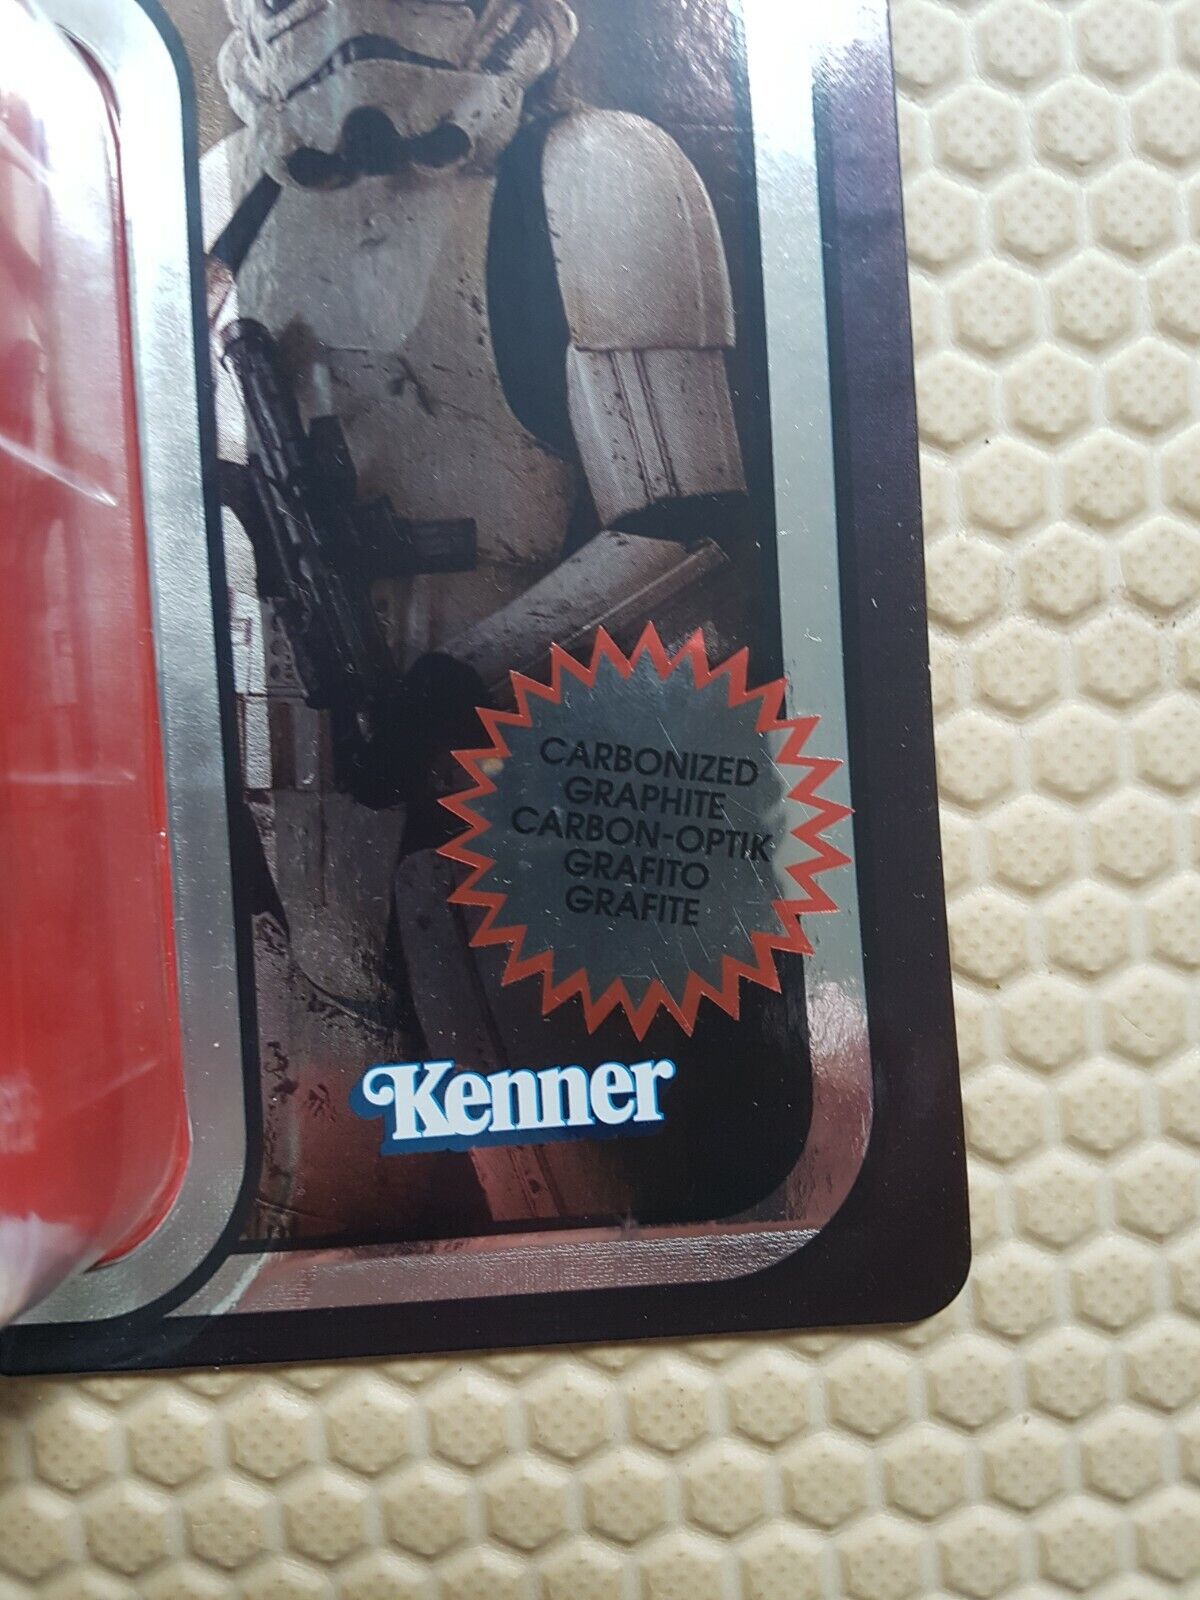 CARBONIZED
GRAPHITE
CARBON-OPTIK
GRAFITO
GRAFITE
Kenner